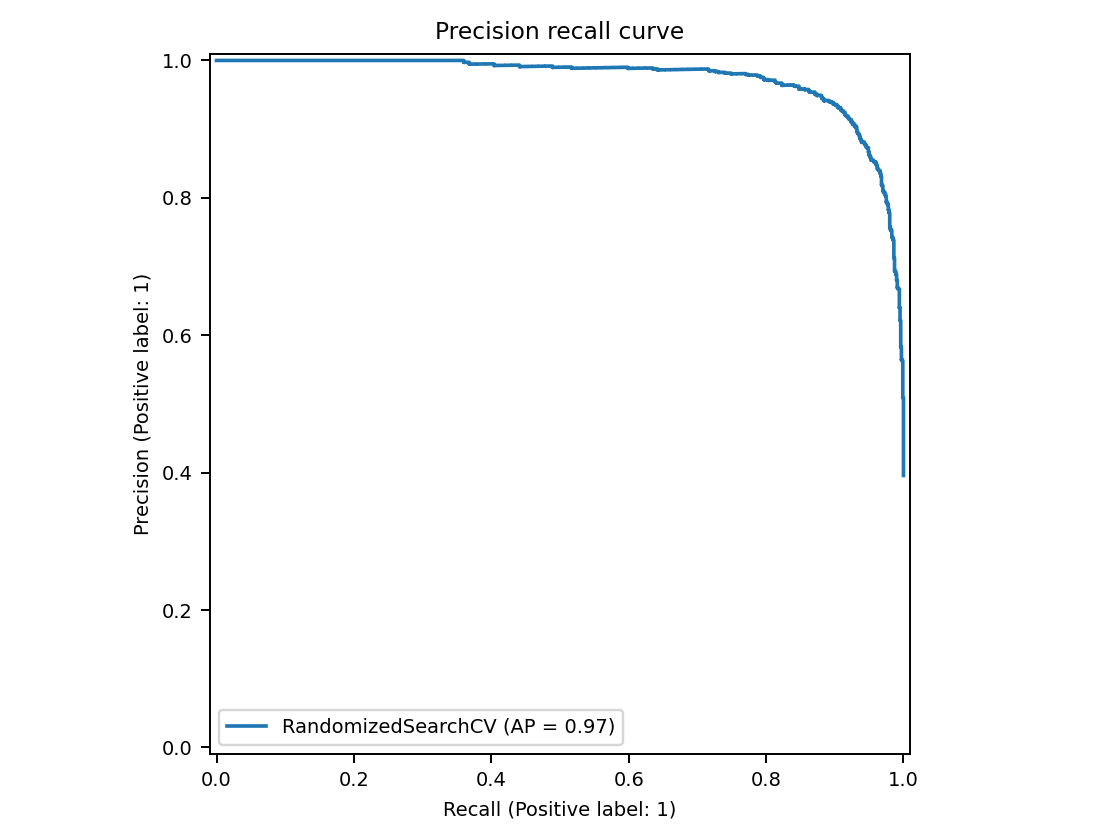 Precision recall curve
1.0
0.8
0.6
0.4
0.2
0.0
Precision (Positive label: 1)
RandomizedSearchCV (AP = 0.97)
0.0 0.2 0.4 0.6 0.8 1.0
Recall (Positive label: 1)